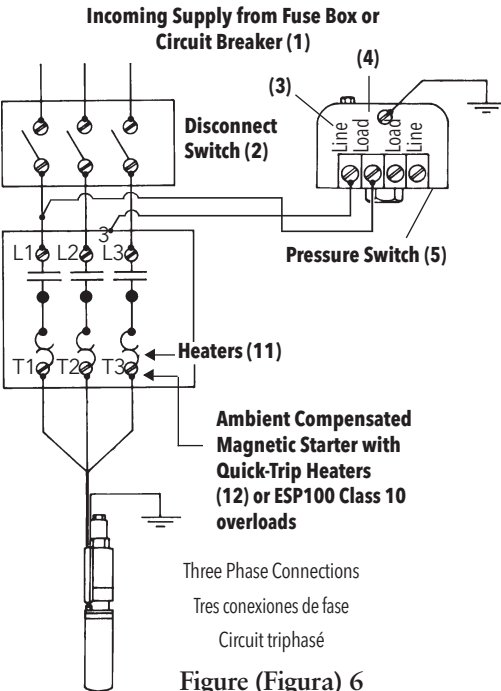 Incoming Supply from Fuse Box or
Circuit Breaker (1)
(4)
(3)
Line
Load
Load
Line
Disconnect
Switch (2)
Pressure Switch (5)
3
L1
L2
L3
Heaters (11)
T1
T2
T3
Ambient Compensated
Magnetic Starter with
Quick-Trip Heaters
(12) or ESP100 Class 10
overloads
Three Phase Connections
Tres conexiones de fase
Circuit triphasé
Figure (Figura) 6